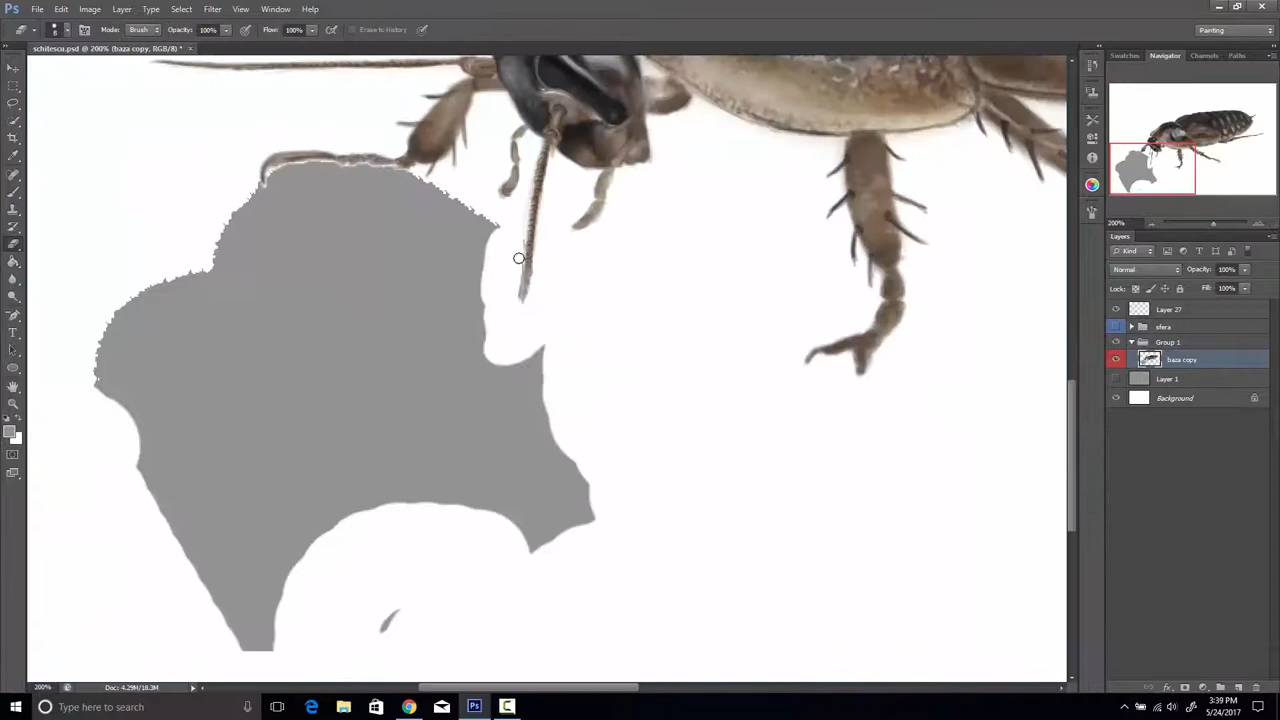 Ps File Edit Image Layer Type Select Filter View Window Help
6 Mode: Brush Opacity: 100% Flow: 100% Erase to History Painting
schitescu.psd @ 200% (baza copy, RGB/8) * ×
Swatches Navigator Channels Paths
200%
Layers
Kind
Normal Opacity: 100%
Lock: Fill: 100%
Layer 27
sfera
Group 1
baza copy
Layer 1
Background
fx
200% Doc: 4.29M/18.3M
Type here to search
3:39 PM
5/24/2017